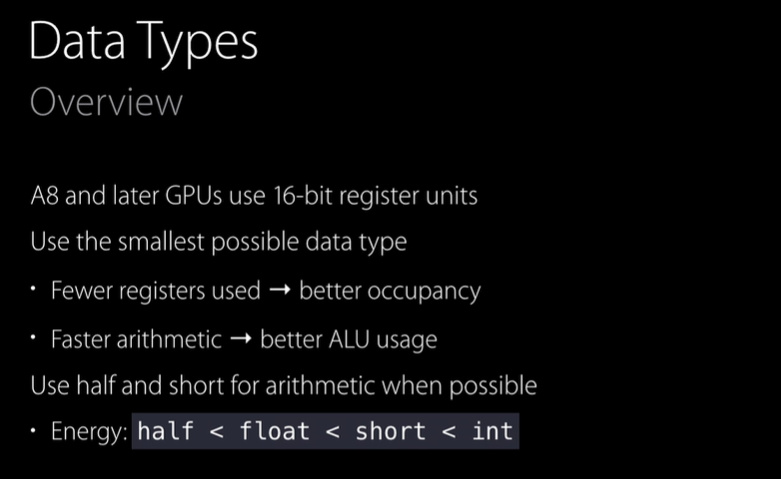 Data Types
Overview
A8 and later GPUs use 16-bit register units
Use the smallest possible data type
• Fewer registers used → better occupancy
• Faster arithmetic → better ALU usage
Use half and short for arithmetic when possible
• Energy: half < float < short < int